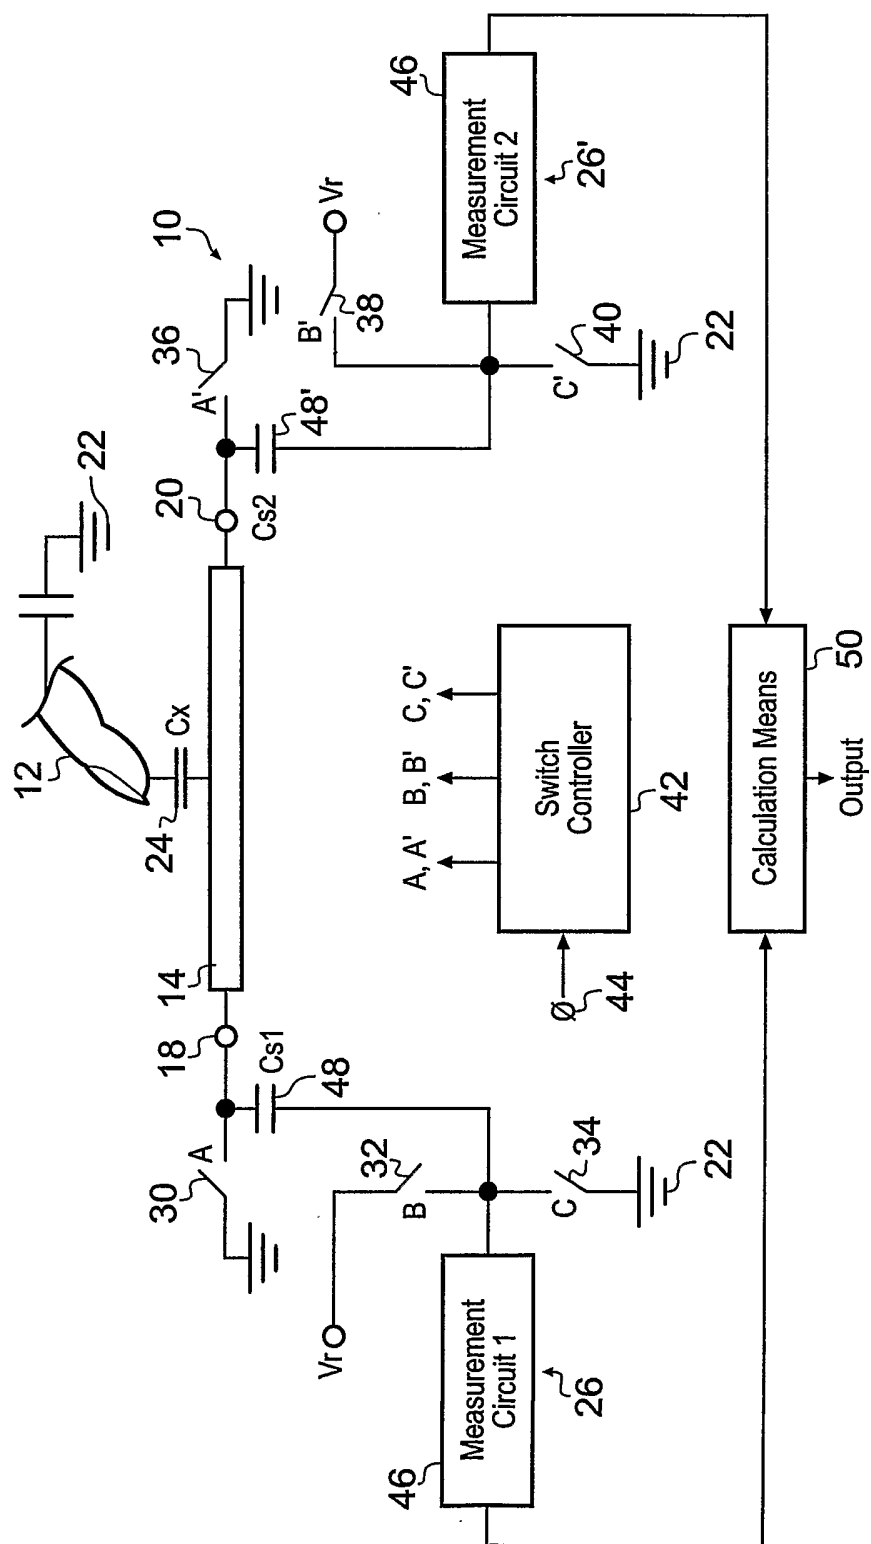 12
22
24
Cx
14
18
20
Cs1
Cs2
48
48'
30
A
A'
36
10
Vr
32
B
C
34
22
B'
38
Vr
C'
40
22
Measurement
Circuit 1
46
26
Measurement
Circuit 2
46
26'
A, A'
B, B'
C, C'
Switch
Controller
42
Ø
44
Calculation Means
50
Output